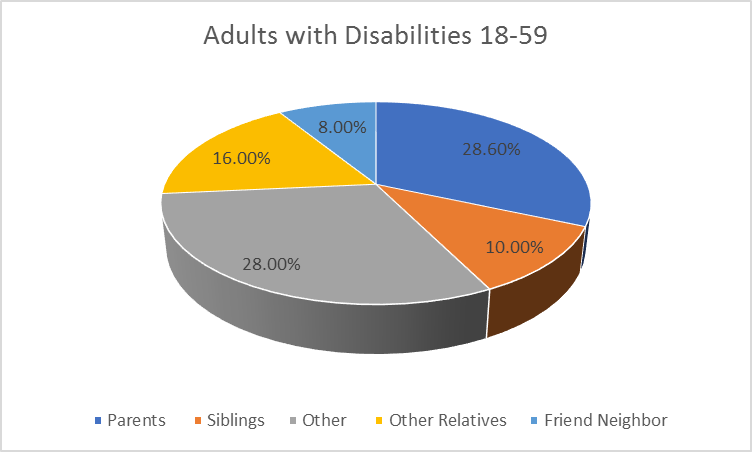 Adults with Disabilities 18-59
8.00%
28.60%
16.00%
10.00%
28.00%
Parents Siblings Other Other Relatives Friend Neighbor